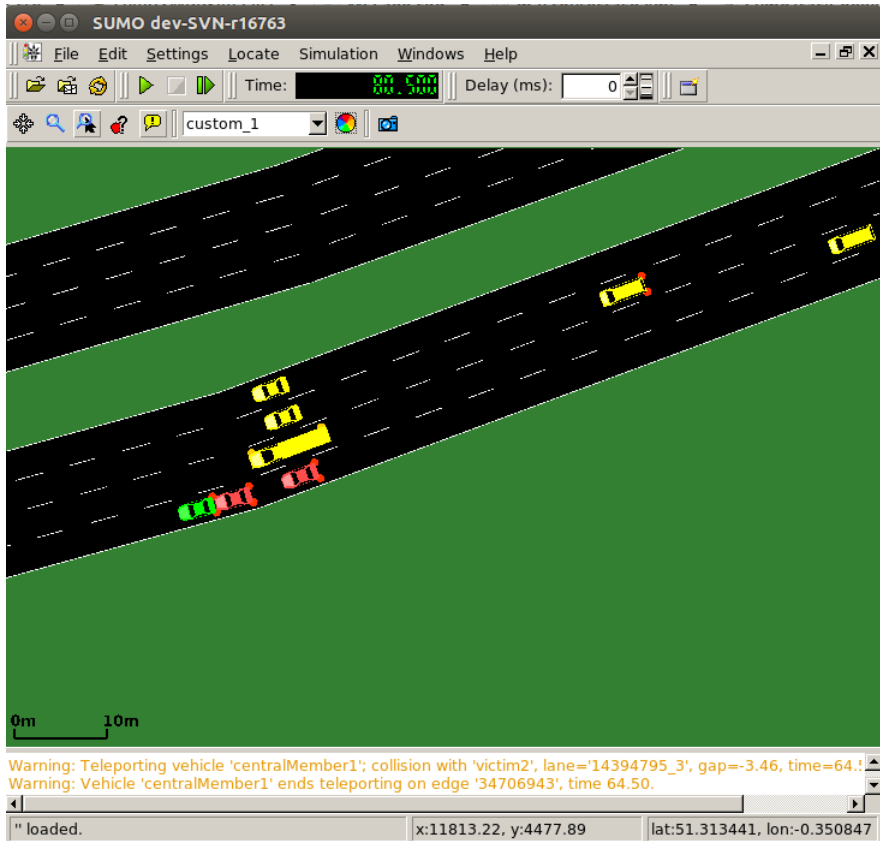 SUMO dev-SVN-r16763
File Edit Settings Locate Simulation Windows Help
Time: 80.500 Delay (ms): 0
custom_1
0m 10m
Warning: Teleporting vehicle 'centralMember1'; collision with 'victim2', lane='14394795_3', gap=-3.46, time=64.
Warning: Vehicle 'centralMember1' ends teleporting on edge '34706943', time 64.50.
'' loaded. x:11813.22, y:4477.89 lat:51.313441, lon:-0.350847